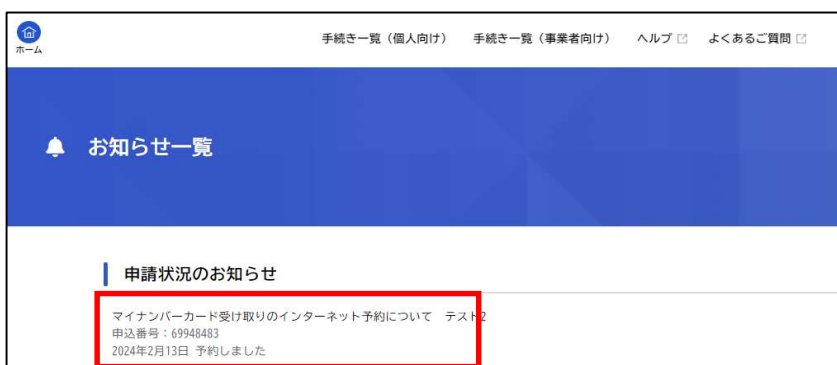 ホーム
手続き一覧（個人向け） 手続き一覧（事業者向け） ヘルプ よくあるご質問
お知らせ一覧
申請状況のお知らせ
マイナンバーカード受け取りのインターネット予約について テスト2
申込番号：69948483
2024年2月13日 予約しました